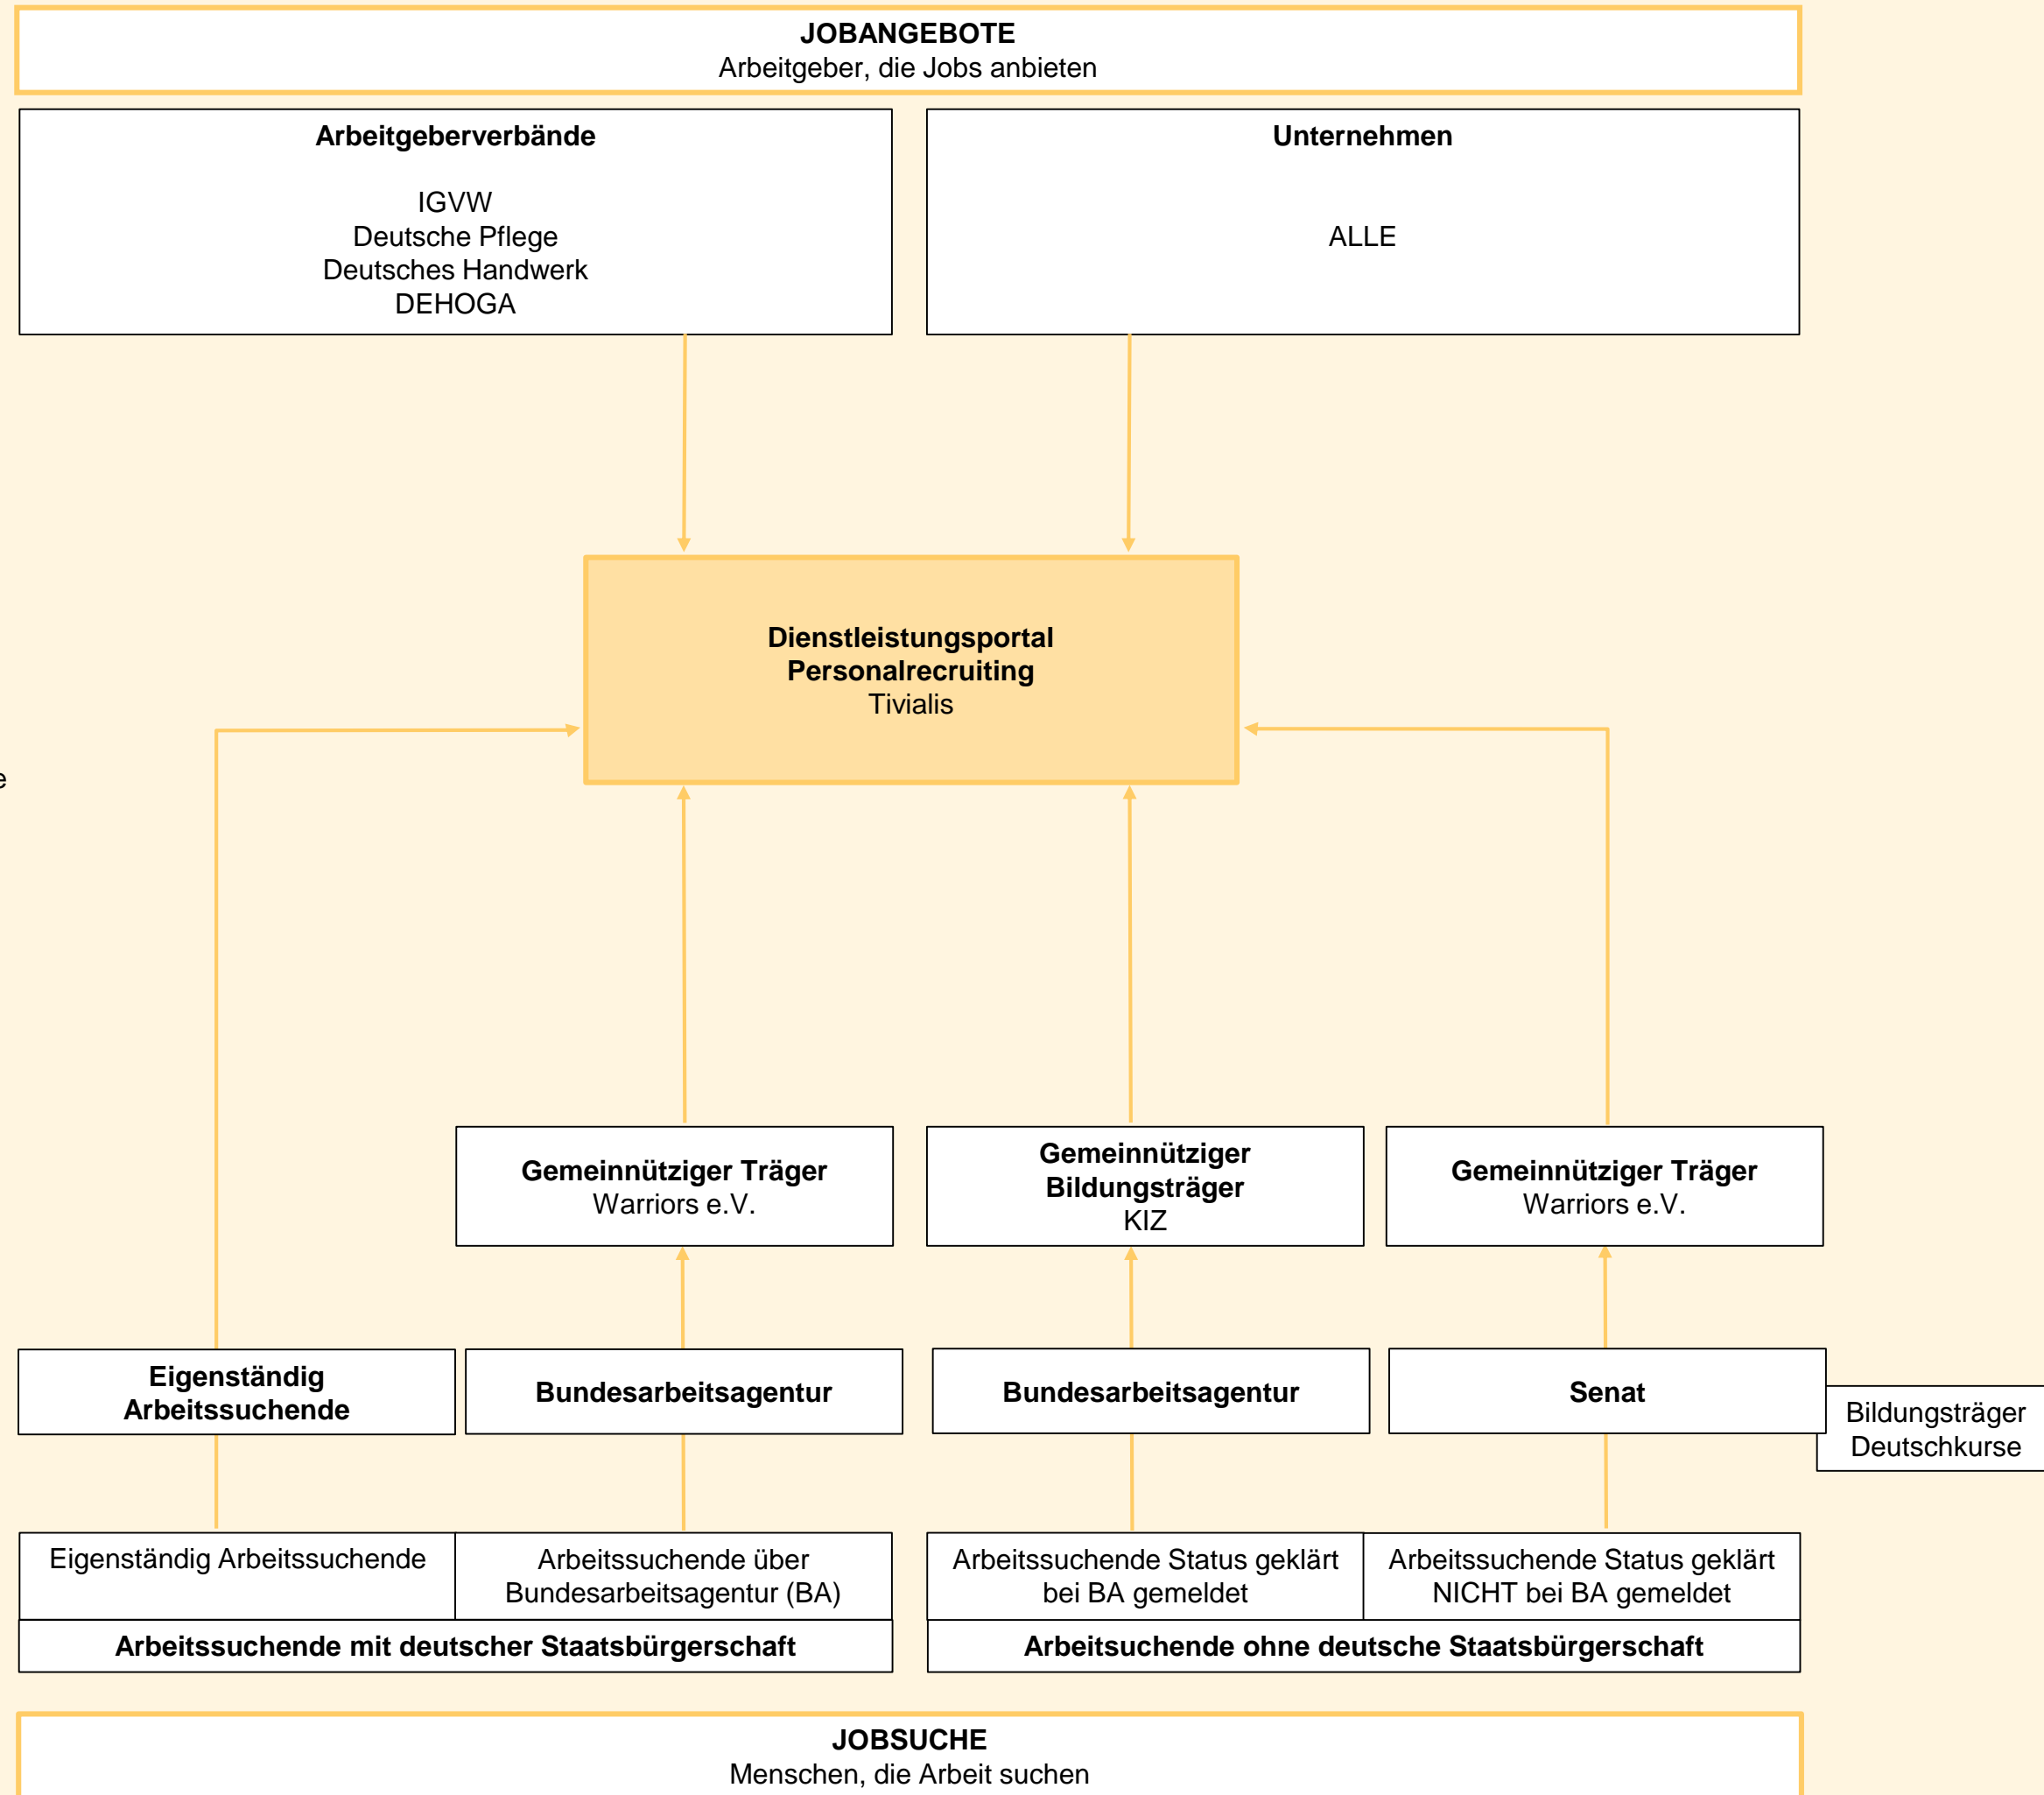 JOBANGEBOTE
Arbeitgeber, die Jobs anbieten
Arbeitgeberverbände
IGVW
Deutsche Pflege
Deutsches Handwerk
DEHOGA
Unternehmen
ALLE
Dienstleistungsportal
Personalrecruiting
Tivialis
e
Gemeinnütziger Träger
Warriors e.V.
Gemeinnütziger
Bildungsträger
KIZ
Gemeinnütziger Träger
Warriors e.V.
Eigenständig
Arbeitssuchende
Bundesarbeitsagentur
Bundesarbeitsagentur
Senat
Bildungsträger
Deutschkurse
Eigenständig Arbeitssuchende
Arbeitssuchende über
Bundesarbeitsagentur (BA)
Arbeitssuchende Status geklärt
bei BA gemeldet
Arbeitssuchende Status geklärt
NICHT bei BA gemeldet
Arbeitssuchende mit deutscher Staatsbürgerschaft
Arbeitsuchende ohne deutsche Staatsbürgerschaft
JOBSUCHE
Menschen, die Arbeit suchen